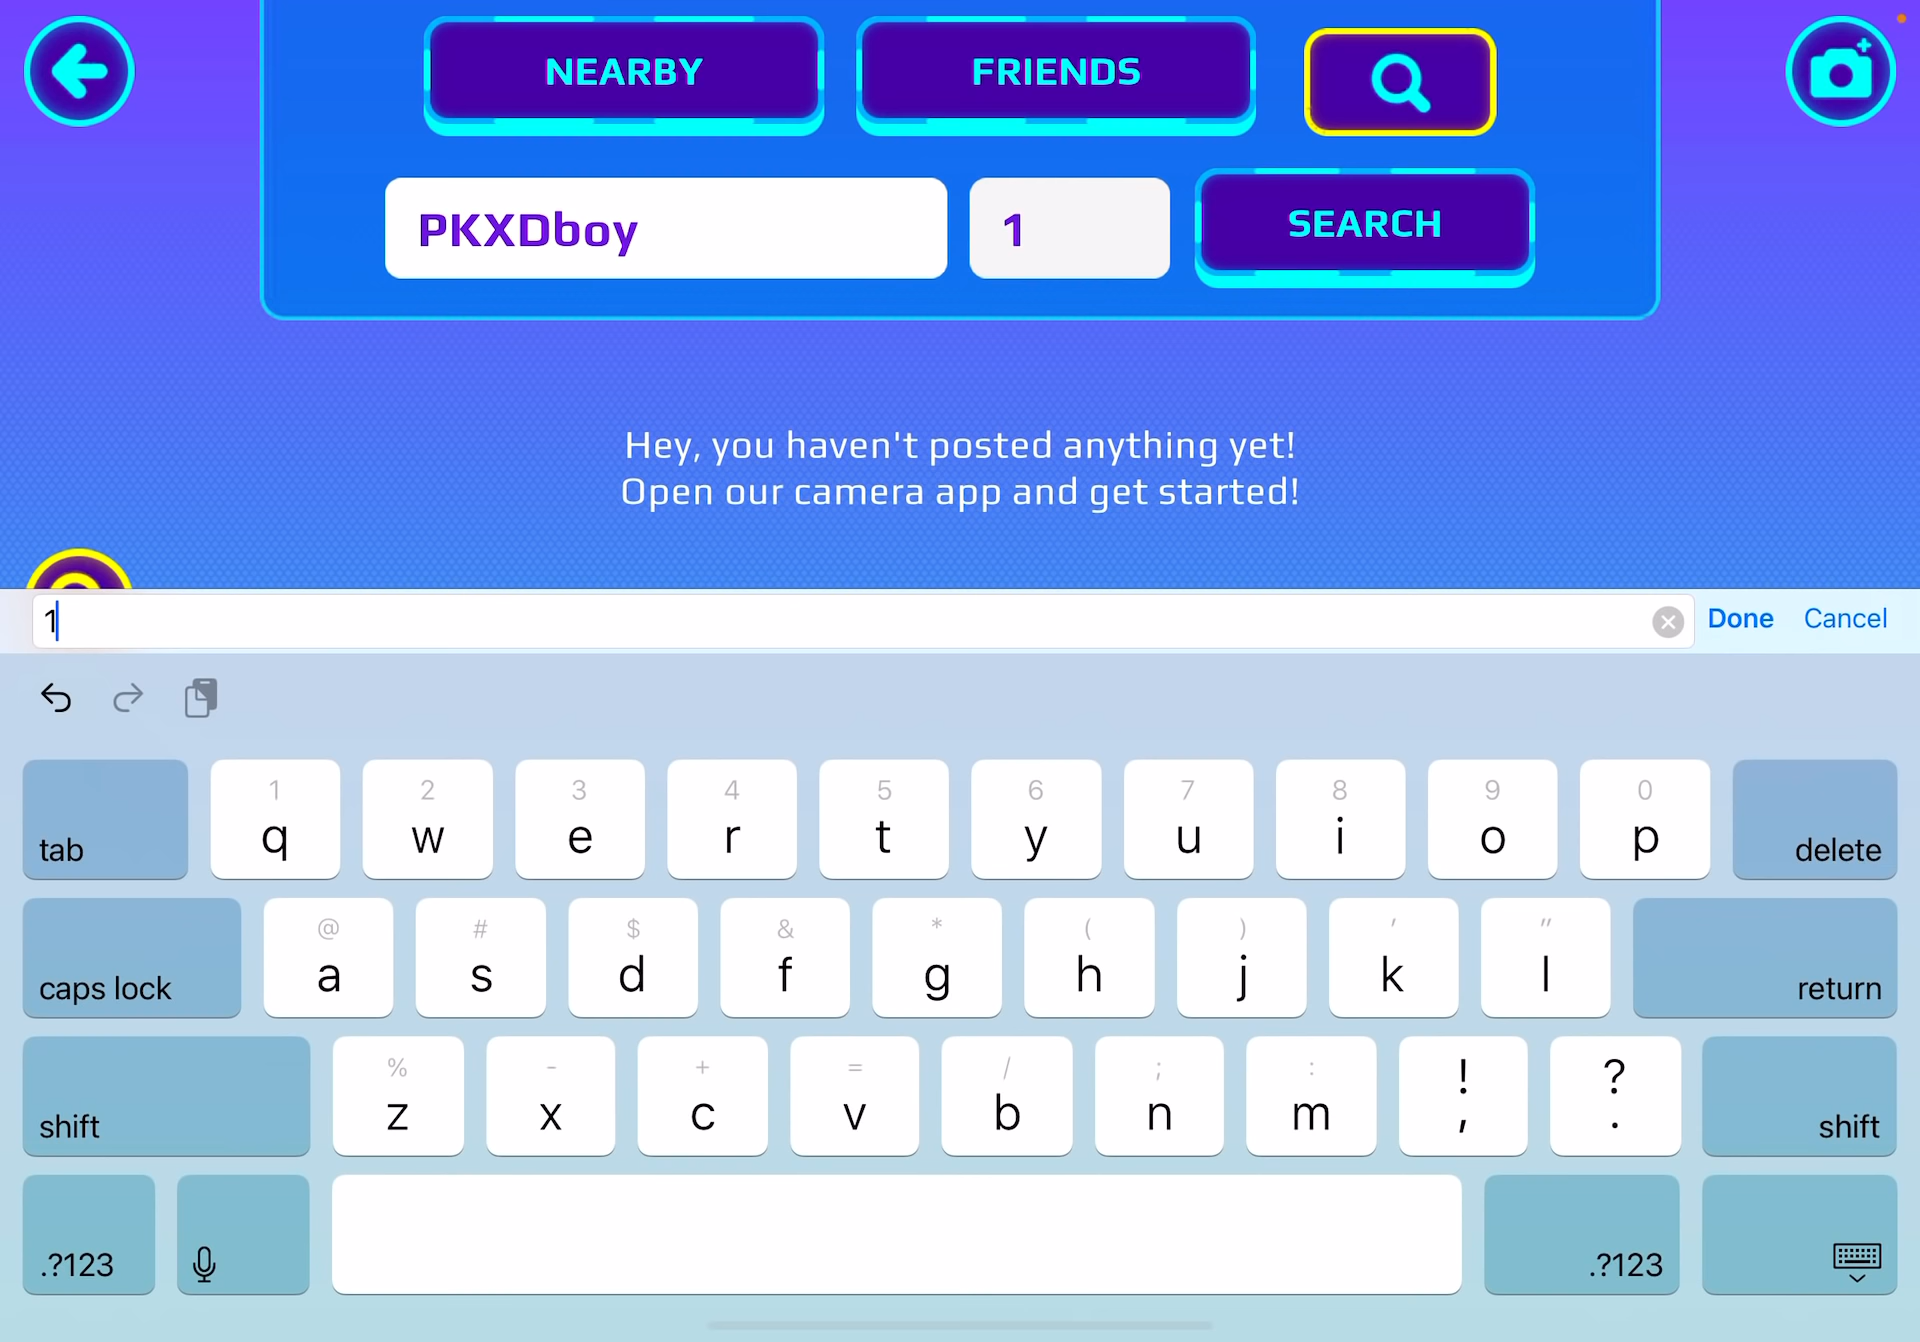 NEARBY FRIENDS
PKXDboy 1 SEARCH
Hey, you haven't posted anything yet!
Open our camera app and get started!
1 Done Cancel
1 2 3 4 5 6 7 8 9 0
tab q w e r t y u i o p delete
@ # $ & * ( ) ' "
caps lock a s d f g h j k l return
% - + = / ; : ! ?
shift z x c v b n m , . shift
.?123 .?123